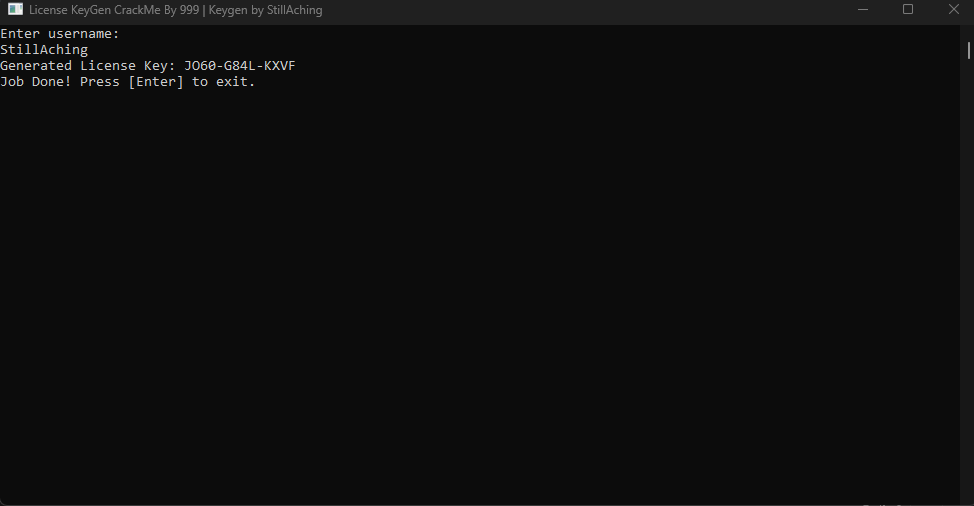 License KeyGen CrackMe By 999 | Keygen by StillAching
Enter username:
StillAching
Generated License Key: JO60-G84L-KXVF
Job Done! Press [Enter] to exit.